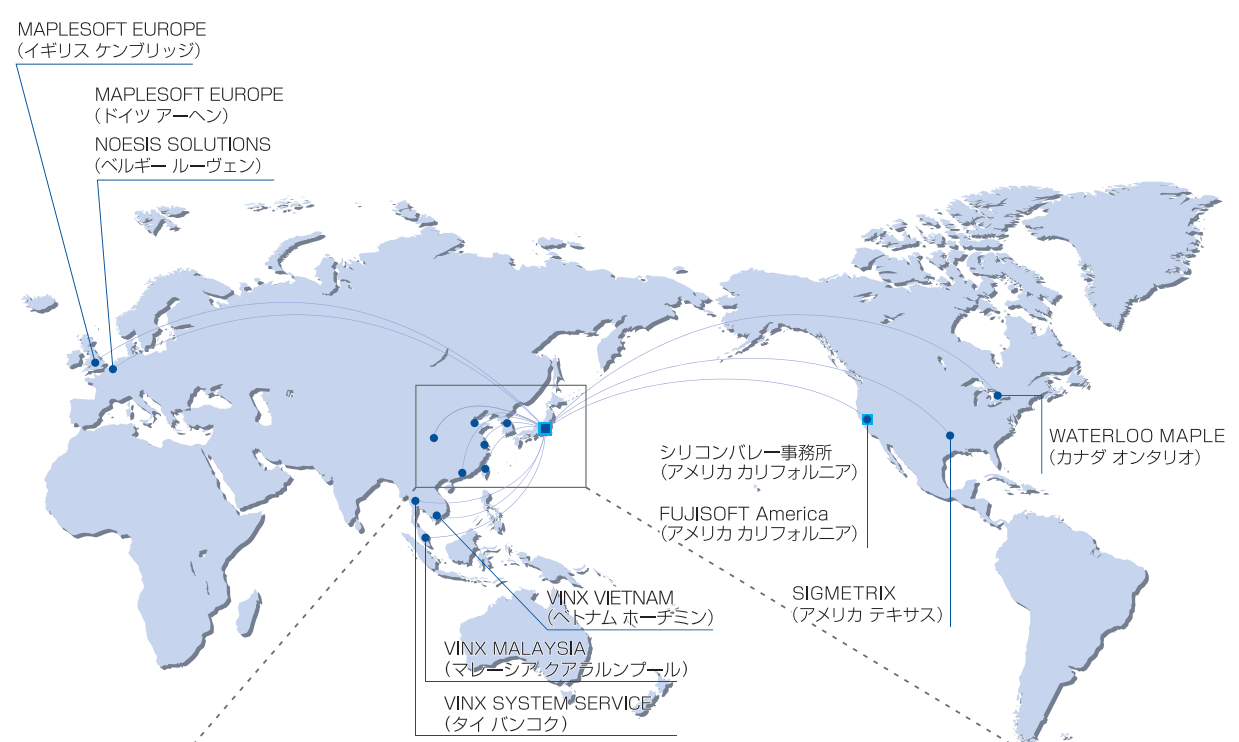 MAPLESOFT EUROPE
（イギリス ケンブリッジ）
MAPLESOFT EUROPE
（ドイツ アーヘン）
NOESIS SOLUTIONS
（ベルギー ルーヴェン）
シリコンバレー事務所
（アメリカ カリフォルニア）
FUJISOFT America
（アメリカ カリフォルニア）
WATERLOO MAPLE
（カナダ オンタリオ）
SIGMETRIX
（アメリカ テキサス）
VINX VIETNAM
（ベトナム ホーチミン）
VINX MALAYSIA
（マレーシア クアラルンプール）
VINX SYSTEM SERVICE
（タイ バンコク）